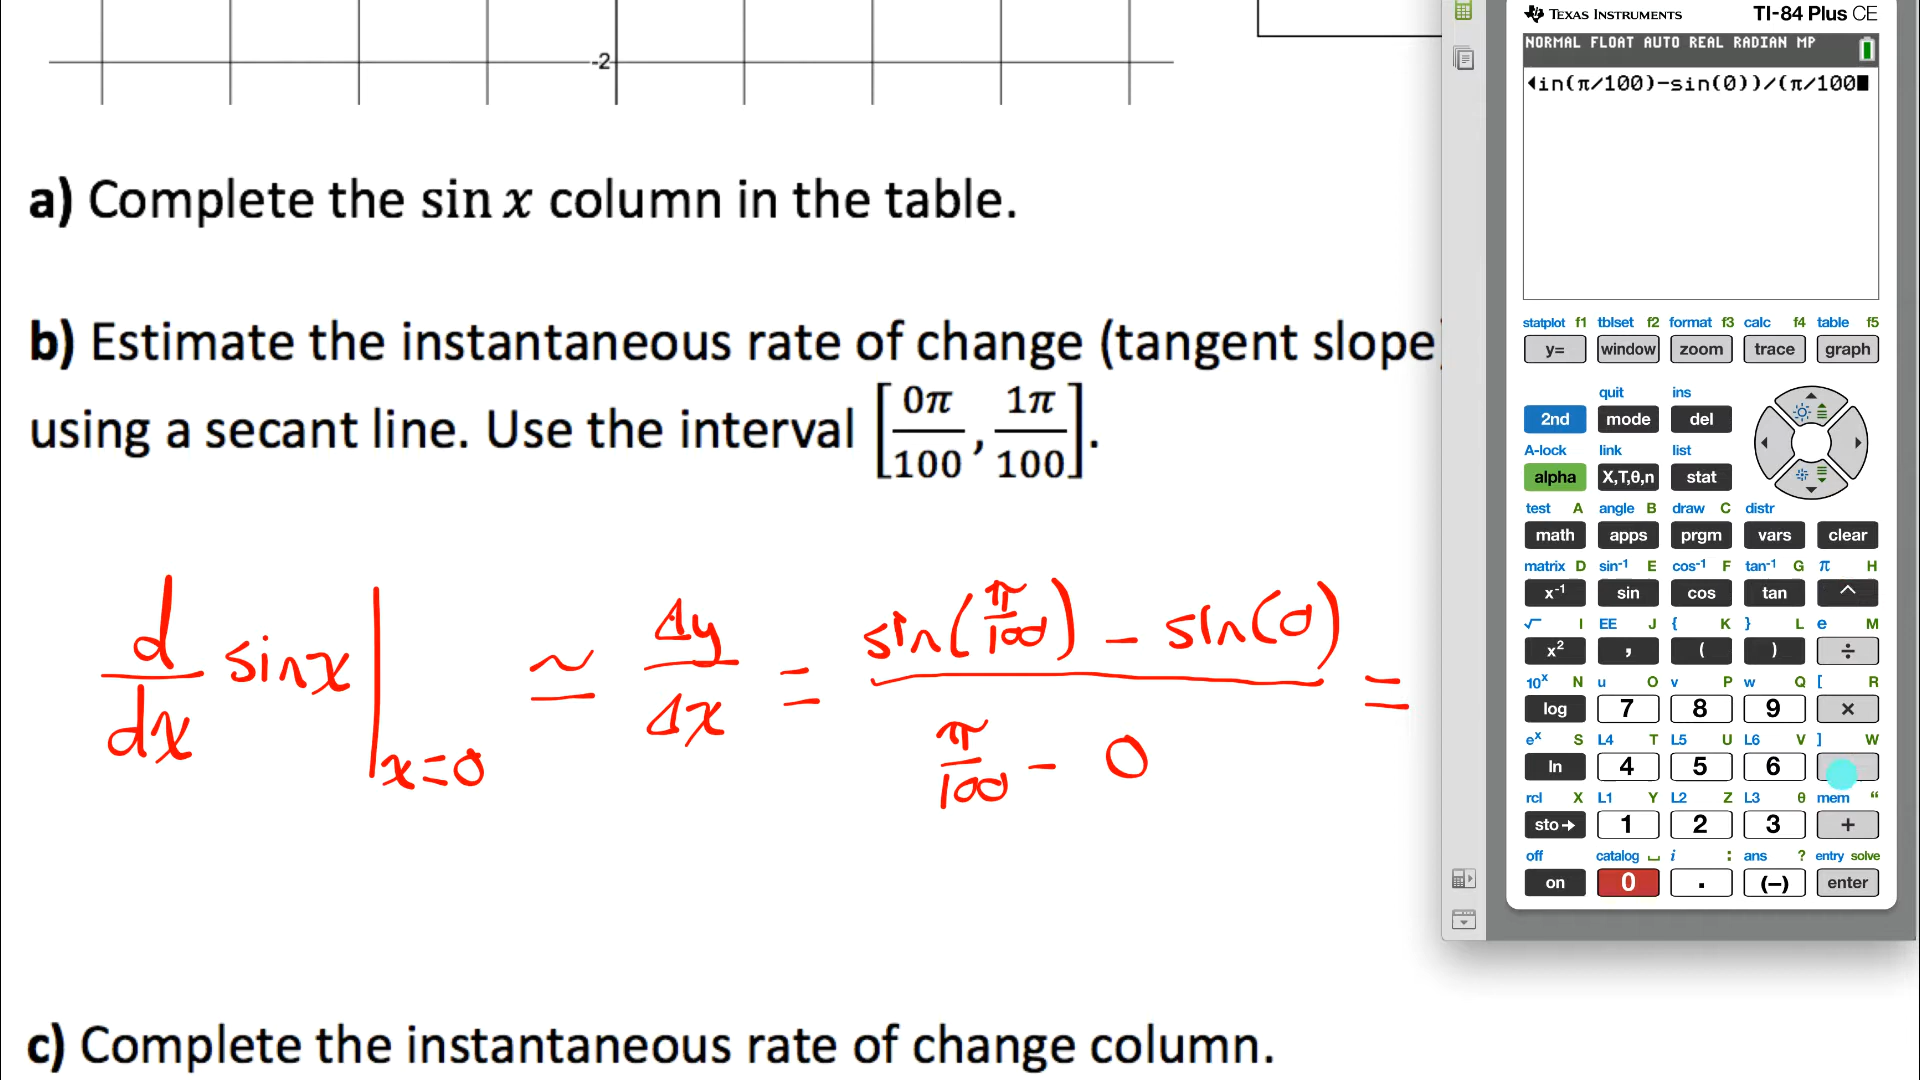 -2
a) Complete the sin x column in the table.
b) Estimate the instantaneous rate of change (tangent slope)
using a secant line. Use the interval [0π/100, 1π/100].
d/dx sinx |x=0 ≃ Δy/Δx = (sin(π/100) - sin(0))/(π/100 - 0) =
c) Complete the instantaneous rate of change column.
TEXAS INSTRUMENTS TI-84 Plus CE
NORMAL FLOAT AUTO REAL RADIAN MP
in(π/100)-sin(0))/(π/100
statplot f1 tblset f2 format f3 calc f4 table f5
y= window zoom trace graph
quit ins
2nd mode del
A-lock link list
alpha X,T,θ,n stat
test A angle B draw C distr
math apps prgm vars clear
matrix D sin⁻¹ E cos⁻¹ F tan⁻¹ G π H
x⁻¹ sin cos tan ^
√ I EE J { K } L e M
x² , ( ) ÷
10ˣ N u O v P w Q [ R
log 7 8 9 ×
eˣ S L4 T L5 U L6 V ] W
ln 4 5 6
rcl X L1 Y L2 Z L3 θ mem “
sto→ 1 2 3 +
off catalog ⎵ i : ans ? entry solve
on 0 . (–) enter